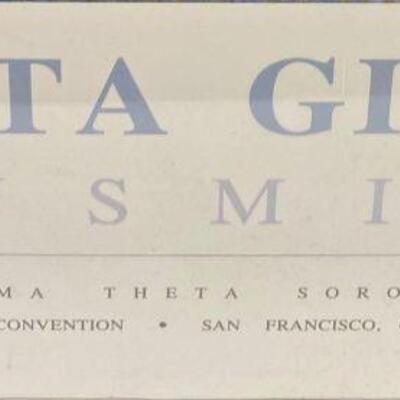 TA GI
S M I
MA THETA SORO
CONVENTION • SAN FRANCISCO,